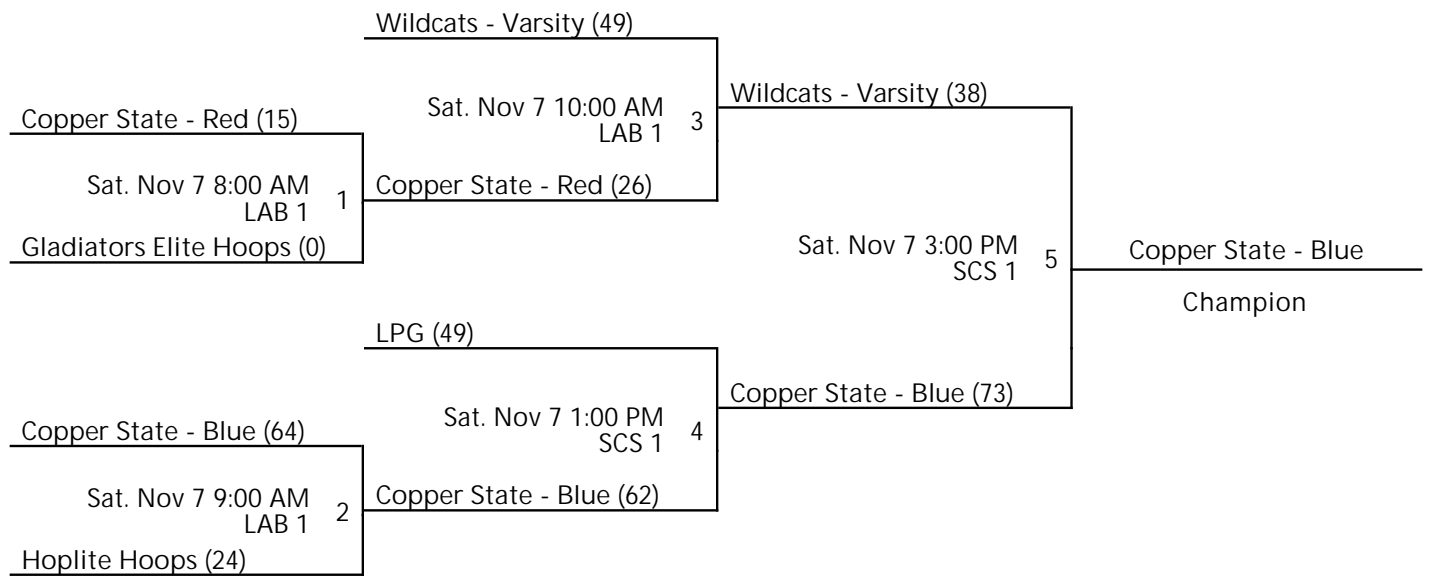 Wildcats - Varsity (49)
Wildcats - Varsity (38)
Copper State - Red (15)
Sat. Nov 7 10:00 AM
LAB 1
3
Sat. Nov 7 8:00 AM
LAB 1
1
Copper State - Red (26)
Gladiators Elite Hoops (0)
Sat. Nov 7 3:00 PM
SCS 1
5
Copper State - Blue
Champion
LPG (49)
Copper State - Blue (73)
Copper State - Blue (64)
Sat. Nov 7 1:00 PM
SCS 1
4
Sat. Nov 7 9:00 AM
LAB 1
2
Copper State - Blue (62)
Hoplite Hoops (24)